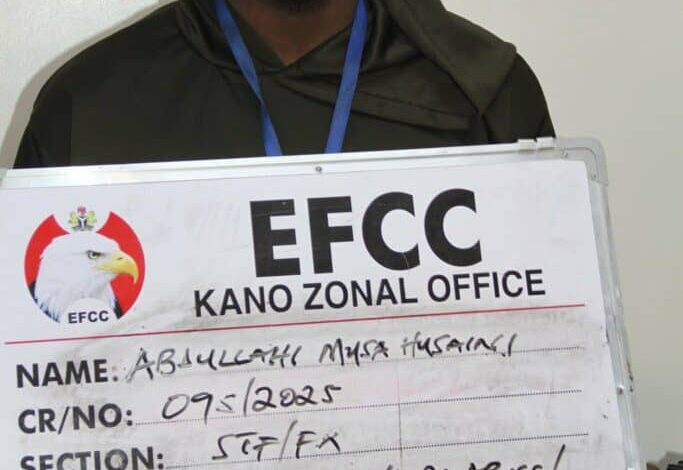 EFCC
KANO ZONAL OFFICE
EFCC
NAME: ABDULLAHI MUSA HUSAINI
CR/NO: 095/2025
SECTION: STF/FX